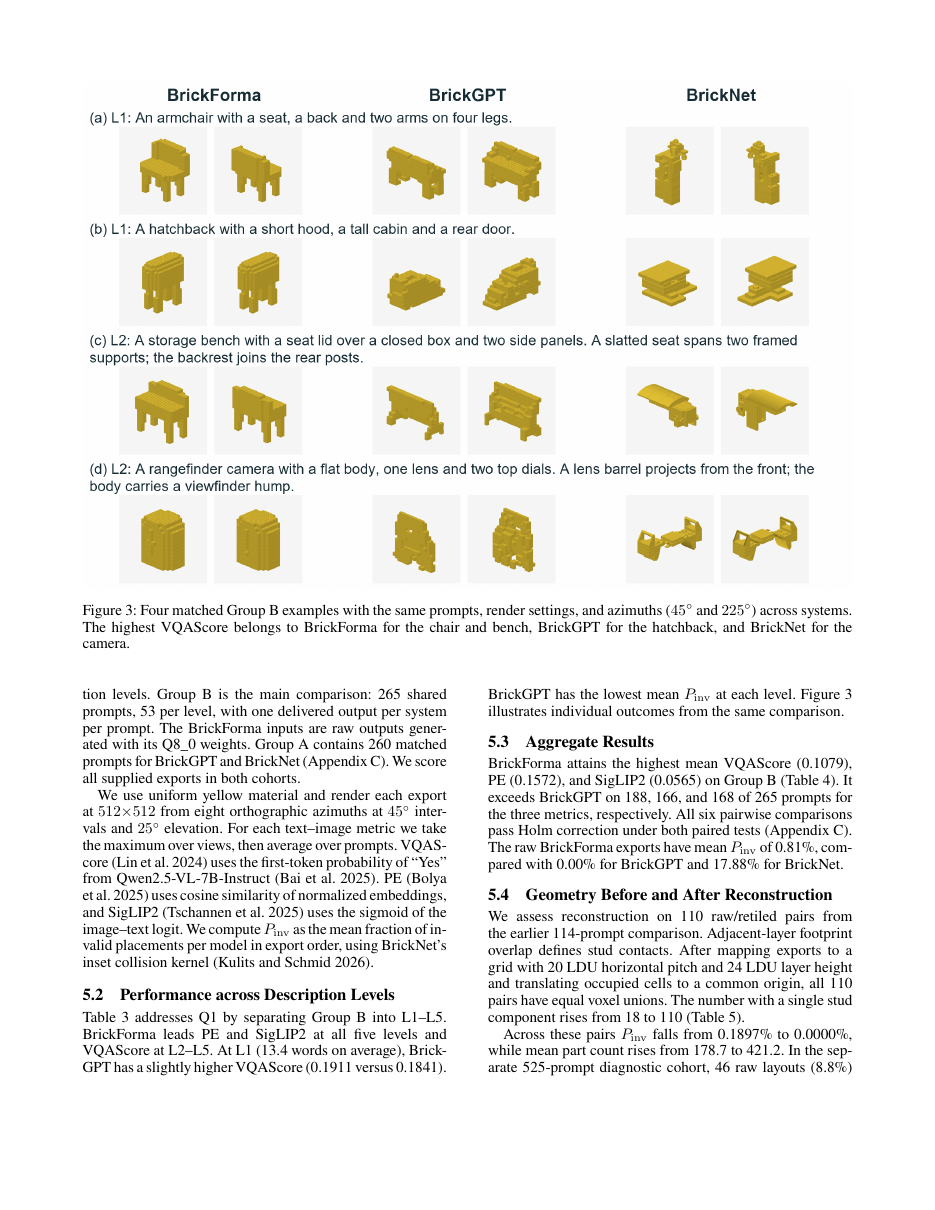 BrickForma
BrickGPT
BrickNet
(a) L1: An armchair with a seat, a back and two arms on four legs.
(b) L1: A hatchback with a short hood, a tall cabin and a rear door.
(c) L2: A storage bench with a seat lid over a closed box and two side panels. A slatted seat spans two framed
supports; the backrest joins the rear posts.
(d) L2: A rangefinder camera with a flat body, one lens and two top dials. A lens barrel projects from the front; the
body carries a viewfinder hump.
Figure 3: Four matched Group B examples with the same prompts, render settings, and azimuths (45° and 225°) across systems.
The highest VQAScore belongs to BrickForma for the chair and bench, BrickGPT for the hatchback, and BrickNet for the
camera.
tion levels. Group B is the main comparison: 265 shared
prompts, 53 per level, with one delivered output per system
per prompt. The BrickForma inputs are raw outputs gener-
ated with its Q8_0 weights. Group A contains 260 matched
prompts for BrickGPT and BrickNet (Appendix C). We score
all supplied exports in both cohorts.
We use uniform yellow material and render each export
at 512×512 from eight orthographic azimuths at 45° inter-
vals and 25° elevation. For each text–image metric we take
the maximum over views, then average over prompts. VQAS-
core (Lin et al. 2024) uses the first-token probability of “Yes”
from Qwen2.5-VL-7B-Instruct (Bai et al. 2025). PE (Bolya
et al. 2025) uses cosine similarity of normalized embeddings,
and SigLIP2 (Tschannen et al. 2025) uses the sigmoid of the
image–text logit. We compute P_inv as the mean fraction of in-
valid placements per model in export order, using BrickNet’s
inset collision kernel (Kulits and Schmid 2026).
5.2 Performance across Description Levels
Table 3 addresses Q1 by separating Group B into L1–L5.
BrickForma leads PE and SigLIP2 at all five levels and
VQAScore at L2–L5. At L1 (13.4 words on average), Brick-
GPT has a slightly higher VQAScore (0.1911 versus 0.1841).
BrickGPT has the lowest mean P_inv at each level. Figure 3
illustrates individual outcomes from the same comparison.
5.3 Aggregate Results
BrickForma attains the highest mean VQAScore (0.1079),
PE (0.1572), and SigLIP2 (0.0565) on Group B (Table 4). It
exceeds BrickGPT on 188, 166, and 168 of 265 prompts for
the three metrics, respectively. All six pairwise comparisons
pass Holm correction under both paired tests (Appendix C).
The raw BrickForma exports have mean P_inv of 0.81%, com-
pared with 0.00% for BrickGPT and 17.88% for BrickNet.
5.4 Geometry Before and After Reconstruction
We assess reconstruction on 110 raw/retiled pairs from
the earlier 114-prompt comparison. Adjacent-layer footprint
overlap defines stud contacts. After mapping exports to a
grid with 20 LDU horizontal pitch and 24 LDU layer height
and translating occupied cells to a common origin, all 110
pairs have equal voxel unions. The number with a single stud
component rises from 18 to 110 (Table 5).
Across these pairs P_inv falls from 0.1897% to 0.0000%,
while mean part count rises from 178.7 to 421.2. In the sep-
arate 525-prompt diagnostic cohort, 46 raw layouts (8.8%)